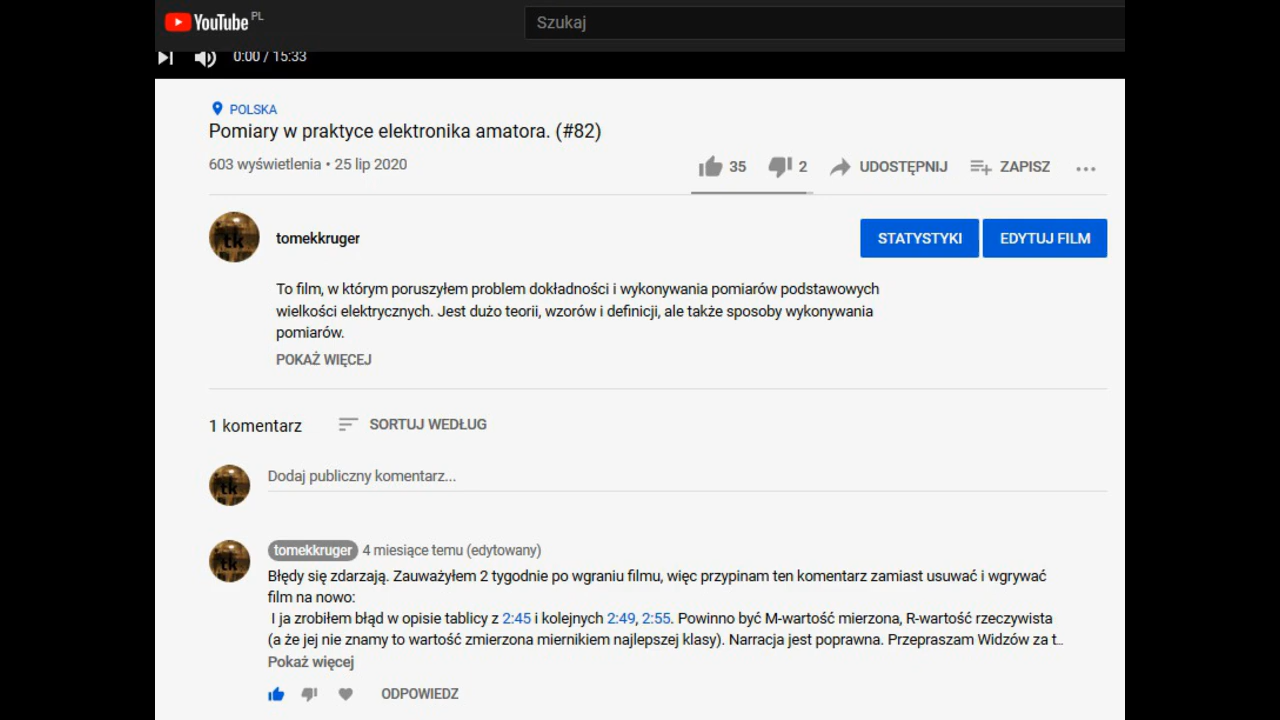 YouTube PL
Szukaj
0:00 / 15:33
POLSKA
Pomiary w praktyce elektronika amatora. (#82)
603 wyświetlenia • 25 lip 2020
35 2 UDOSTĘPNIJ ZAPISZ
tk tomekkruger STATYSTYKI EDYTUJ FILM
To film, w którym poruszyłem problem dokładności i wykonywania pomiarów podstawowych
wielkości elektrycznych. Jest dużo teorii, wzorów i definicji, ale także sposoby wykonywania
pomiarów.
POKAŻ WIĘCEJ
1 komentarz SORTUJ WEDŁUG
tk Dodaj publiczny komentarz...
tk tomekkruger 4 miesiące temu (edytowany)
Błędy się zdarzają. Zauważyłem 2 tygodnie po wgraniu filmu, więc przypinam ten komentarz zamiast usuwać i wgrywać
film na nowo:
I ja zrobiłem błąd w opisie tablicy z 2:45 i kolejnych 2:49, 2:55. Powinno być M-wartość mierzona, R-wartość rzeczywista
(a że jej nie znamy to wartość zmierzona miernikiem najlepszej klasy). Narracja jest poprawna. Przepraszam Widzów za t...
Pokaż więcej
ODPOWIEDZ